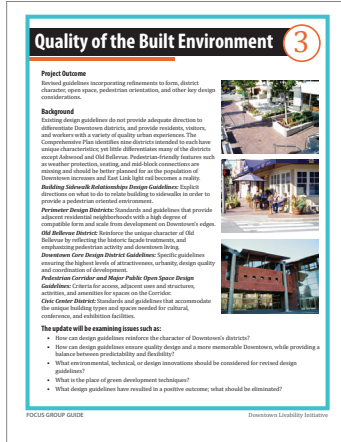 Quality of the Built Environment 3
Project Outcome
Revised guidelines incorporating refinements to form, district
character, open space, pedestrian orientation, and other key design
considerations.
Background
Existing design guidelines do not provide adequate direction to
differentiate Downtown districts, and provide residents, visitors,
and workers with a variety of quality urban experiences. The
Comprehensive Plan identifies nine districts intended to each have
unique characteristics; yet little differentiates many of the districts
except Ashwood and Old Bellevue. Pedestrian-friendly features such
as weather protection, seating, and mid-block connections are
missing and should be better planned for as the population of
Downtown increases and East Link light rail becomes a reality.
Building Sidewalk Relationships Design Guidelines: Explicit
directions on what to do to relate building to sidewalks in order to
provide a pedestrian oriented environment.
Perimeter Design Districts: Standards and guidelines that provide
adjacent residential neighborhoods with a high degree of
compatible form and scale from development on Downtown's edges.
Old Bellevue District: Reinforce the unique character of Old
Bellevue by reflecting the historic façade treatments, and
emphasizing pedestrian activity and downtown living.
Downtown Core Design District Guidelines: Specific guidelines
ensuring the highest levels of attractiveness, urbanity, design quality
and coordination of development.
Pedestrian Corridor and Major Public Open Space Design
Guidelines: Criteria for access, adjacent uses and structures,
activities, and amenities for spaces on the Corridor.
Civic Center District: Standards and guidelines that accommodate
the unique building types and spaces needed for cultural,
conference, and exhibition facilities.
The update will be examining issues such as:
• How can design guidelines reinforce the character of Downtown's districts?
• How can design guidelines ensure quality design and a more memorable Downtown, while providing a
balance between predictability and flexibility?
• What environmental, technical, or design innovations should be considered for revised design
guidelines?
• What is the place of green development techniques?
• What design guidelines have resulted in a positive outcome; what should be eliminated?
FOCUS GROUP GUIDE Downtown Livability Initiative